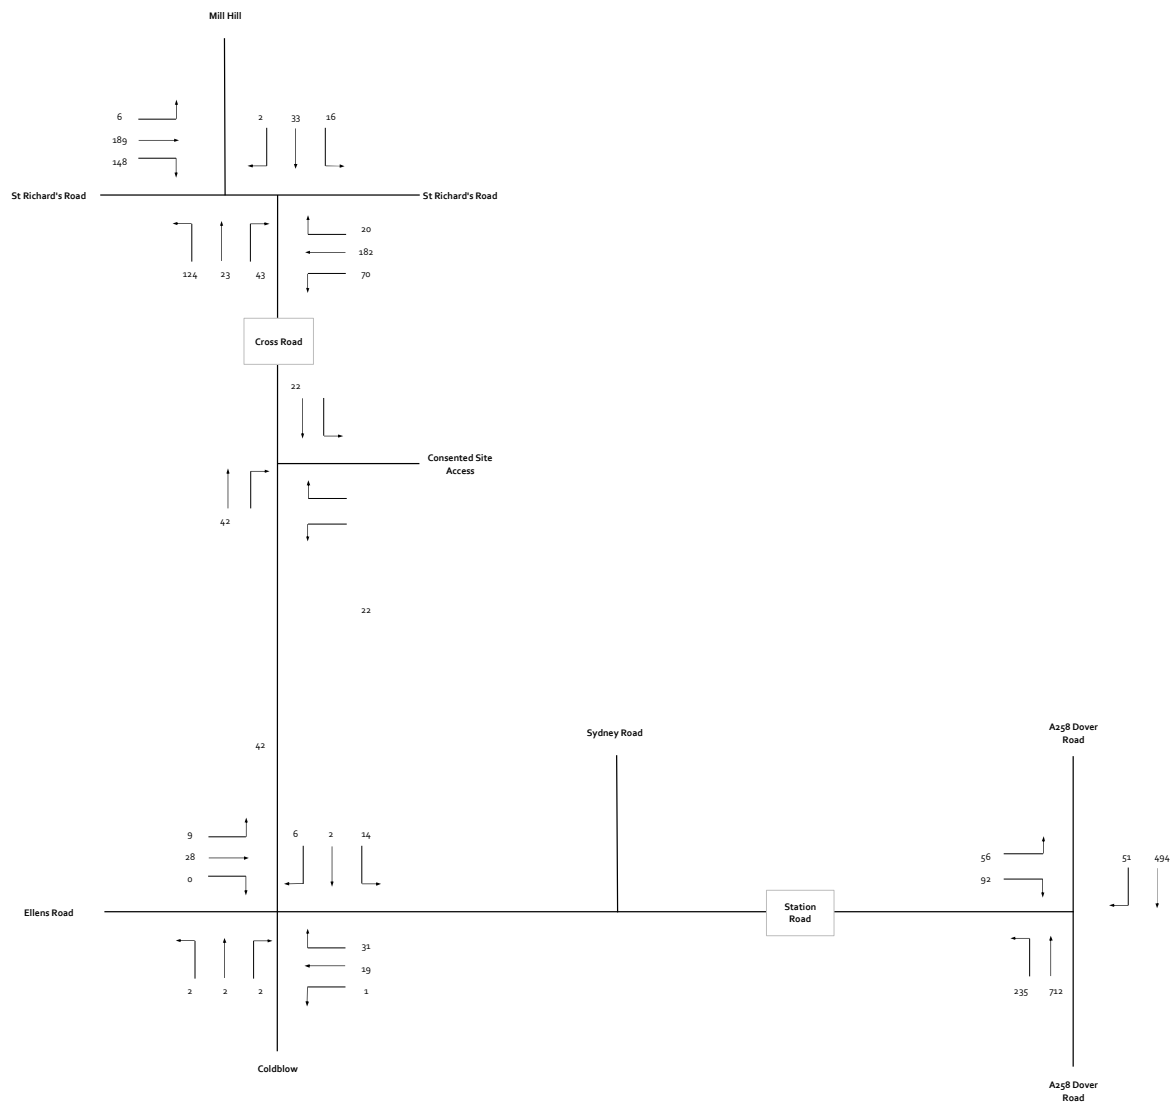 Mill Hill
6
2
33
16
189
148
St Richard's Road
St Richard's Road
20
182
124
23
43
70
Cross Road
22
Consented Site
Access
42
22
42
Sydney Road
A258 Dover
Road
9
6
2
14
28
0
56
51
494
92
Ellens Road
Station
Road
31
19
2
2
2
1
235
712
Coldblow
A258 Dover
Road